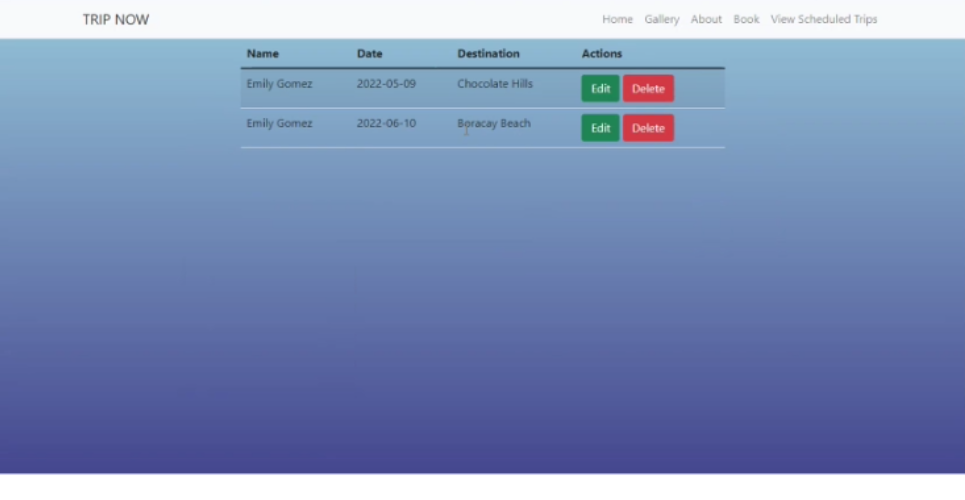 TRIP NOW Home Gallery About Book View Scheduled Trips
Name Date Destination Actions
Emily Gomez 2022-05-09 Chocolate Hills Edit Delete
Emily Gomez 2022-06-10 Boracay Beach Edit Delete